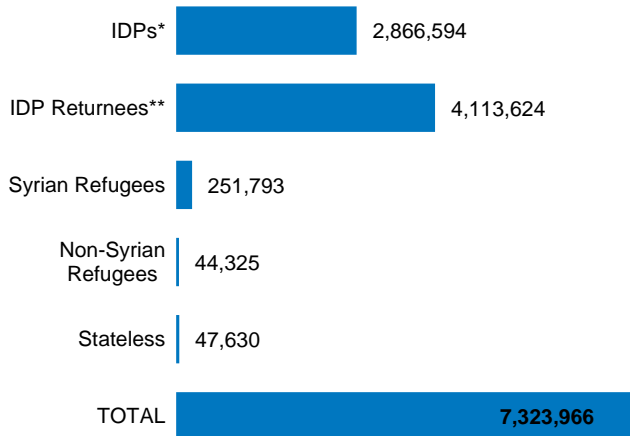 IDPs* 2,866,594
IDP Returnees** 4,113,624
Syrian Refugees 251,793
Non-Syrian
Refugees 44,325
Stateless 47,630
TOTAL 7,323,966